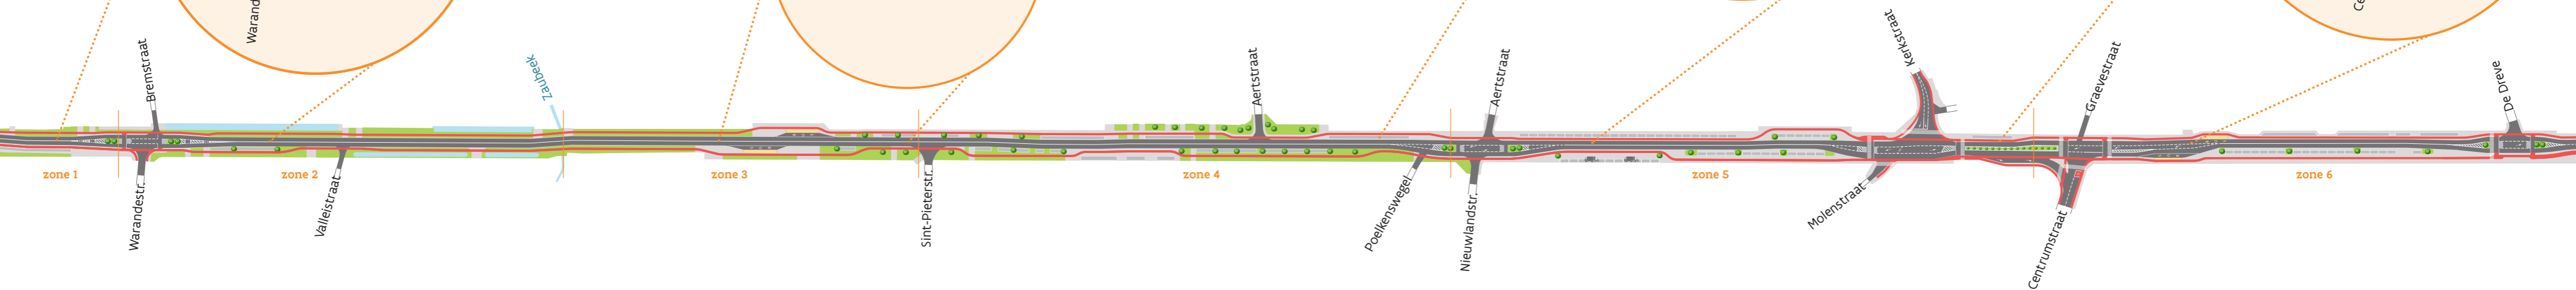 Warand
Ce
Kerkstraat
Bremstraat
Zaubeek
Aertstraat
Aertstraat
Graevestraat
De Dreve
zone 1
zone 2
zone 3
zone 4
zone 5
zone 6
Warandestr.
Valleistraat
Sint-Pieterstr.
Poelkensweg
Nieuwlandstr.
Molenstraat
Centrumstraat